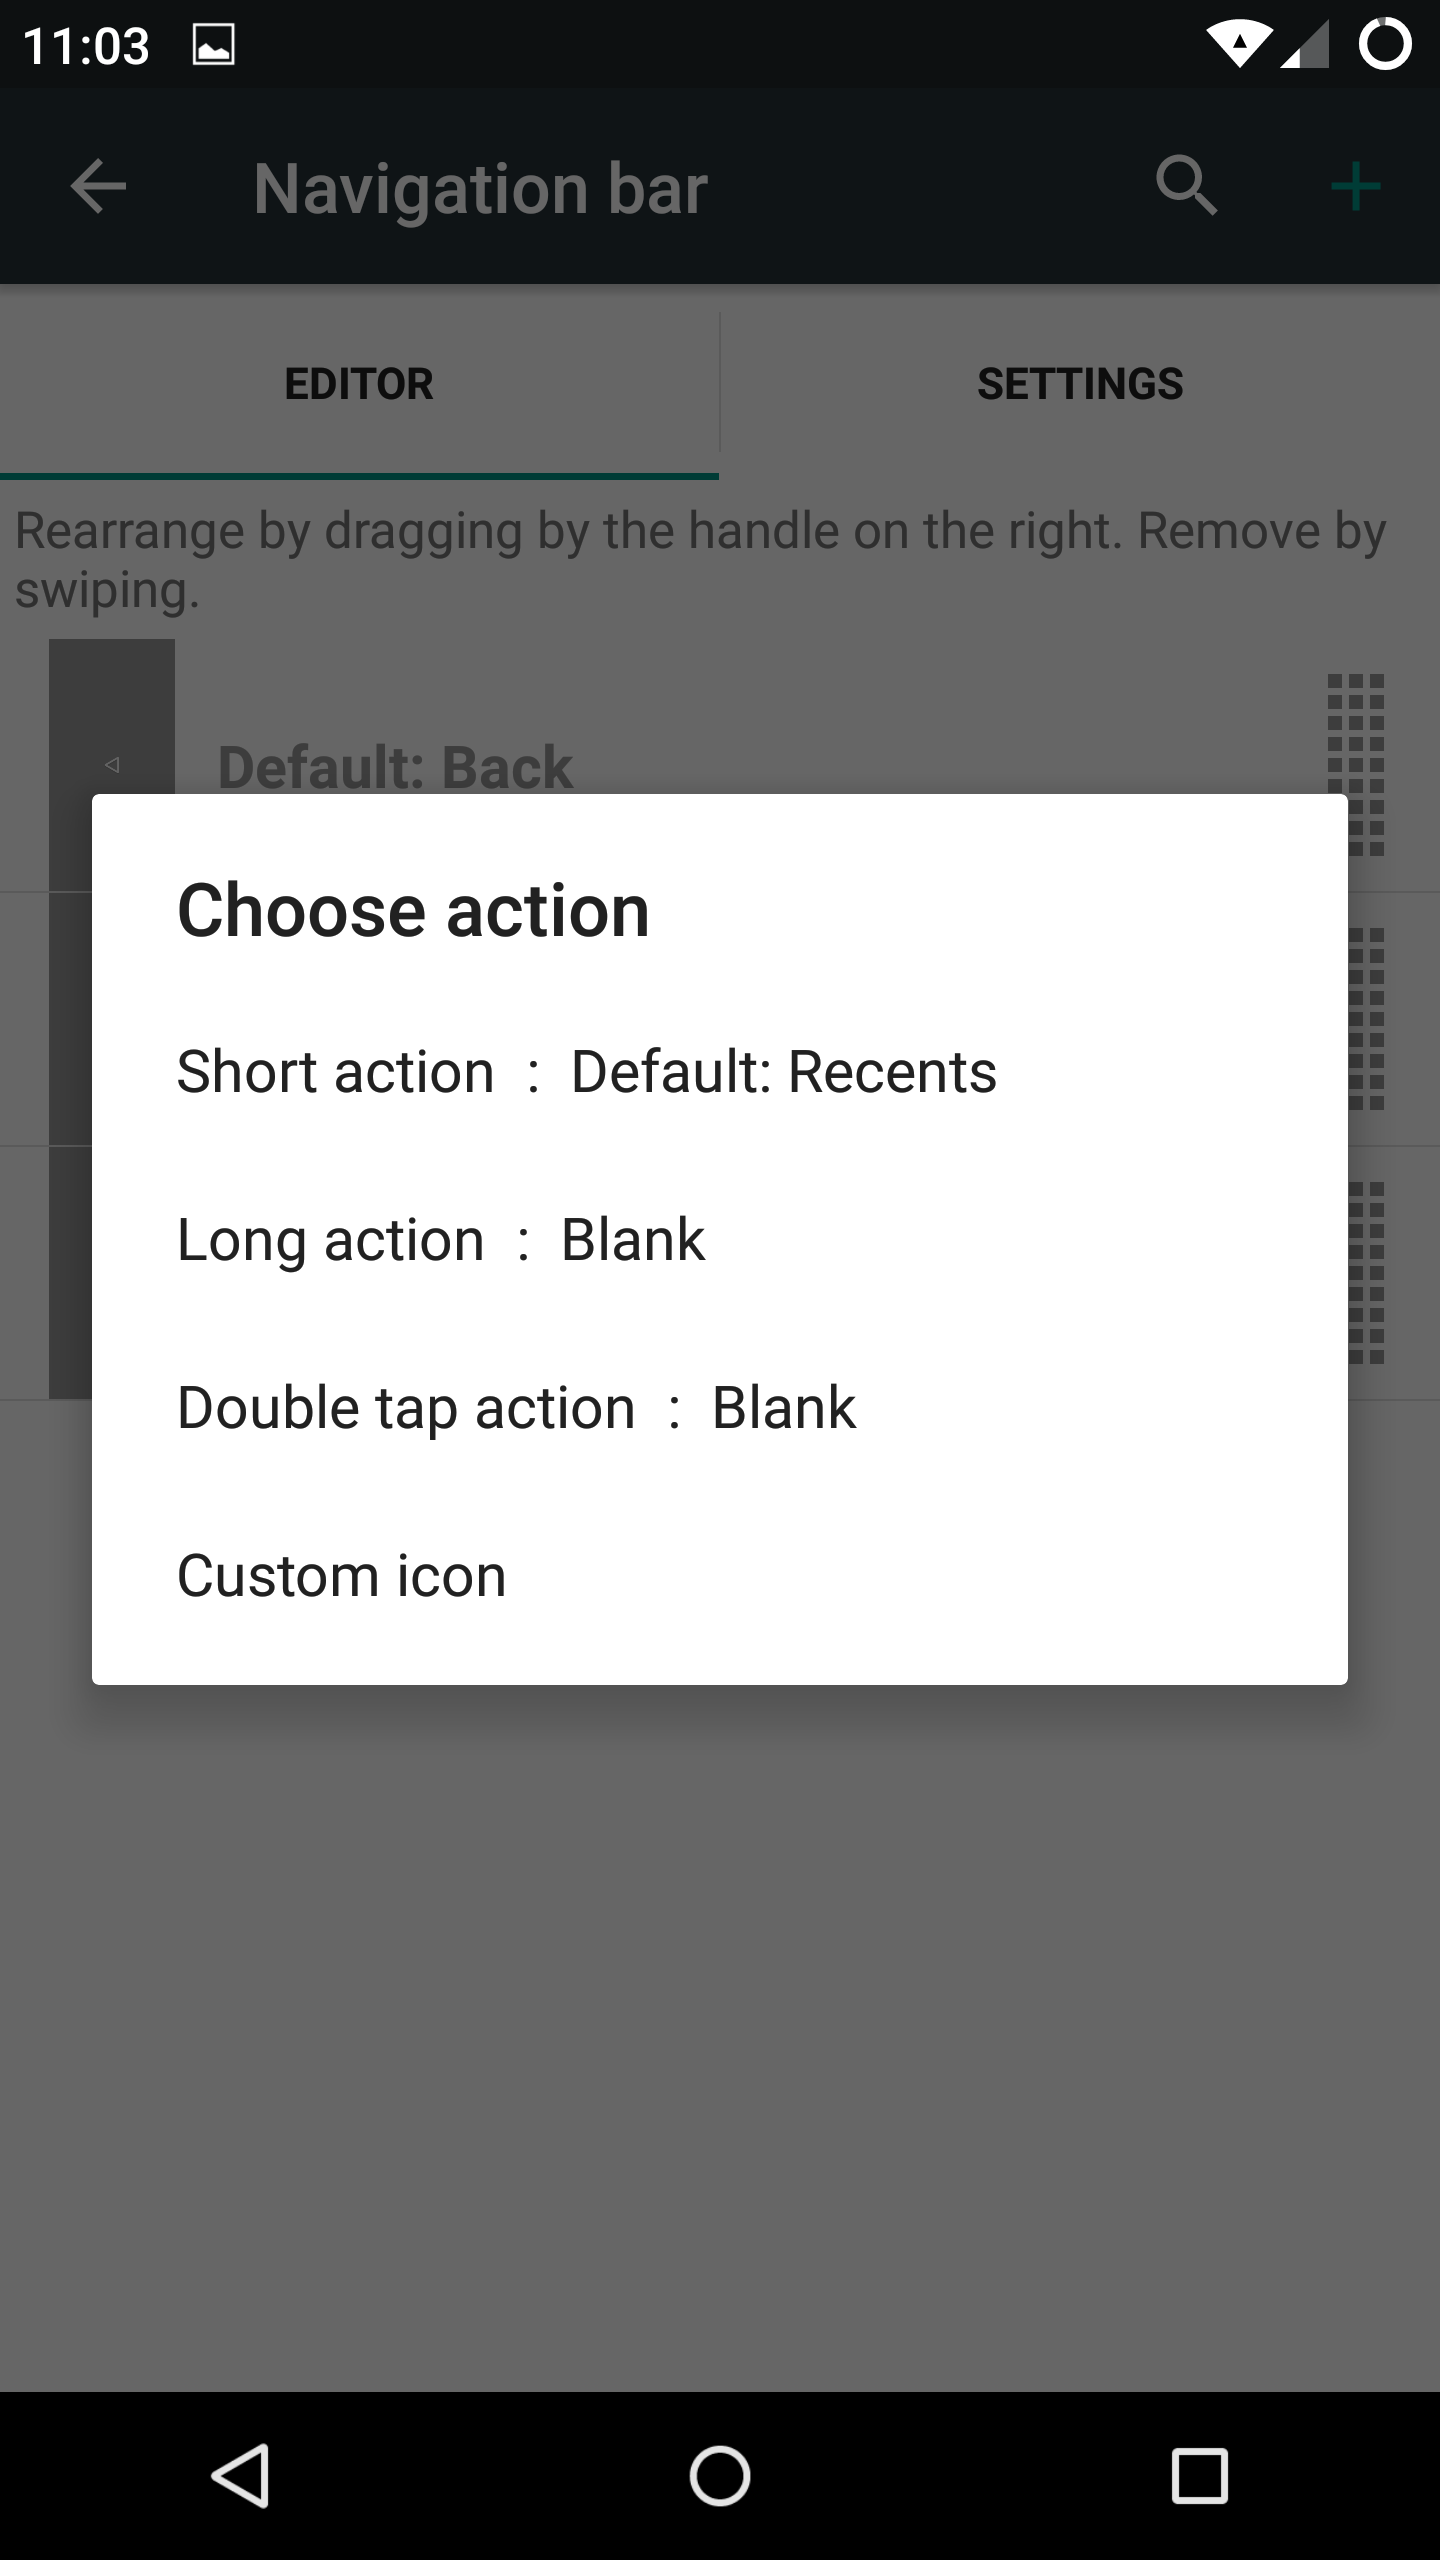 11:03
Navigation bar
EDITOR
SETTINGS
Rearrange by dragging by the handle on the right. Remove by
swiping.
Default: Back
Choose action
Short action : Default: Recents
Long action : Blank
Double tap action : Blank
Custom icon